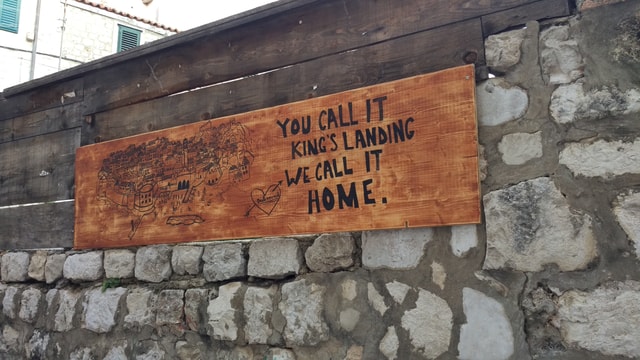 YOU CALL IT
KING'S LANDING
WE CALL IT
HOME.